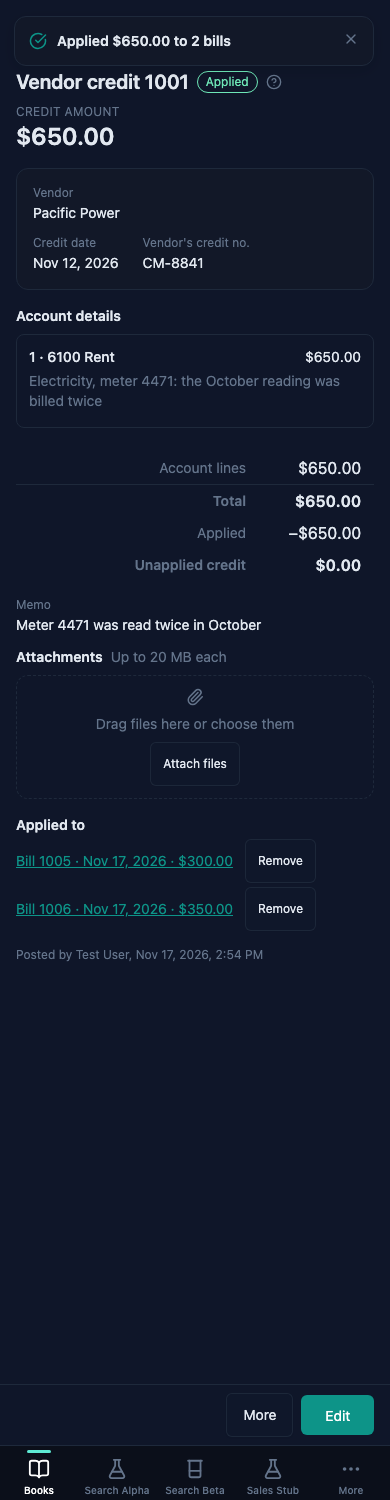 Applied $650.00 to 2 bills
Vendor credit 1001 Applied
CREDIT AMOUNT
$650.00
Vendor
Pacific Power
Credit date Vendor's credit no.
Nov 12, 2026 CM-8841
Account details
1 · 6100 Rent $650.00
Electricity, meter 4471: the October reading was
billed twice
Account lines $650.00
Total $650.00
Applied –$650.00
Unapplied credit $0.00
Memo
Meter 4471 was read twice in October
Attachments Up to 20 MB each
Drag files here or choose them
Attach files
Applied to
Bill 1005 · Nov 17, 2026 · $300.00 Remove
Bill 1006 · Nov 17, 2026 · $350.00 Remove
Posted by Test User, Nov 17, 2026, 2:54 PM
More Edit
Books Search Alpha Search Beta Sales Stub More